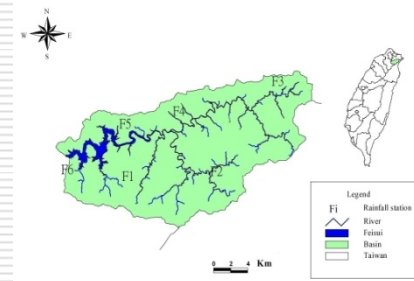 N
W E
S
F3
F4
F5
F6
F1
F2
0 2 4 Km
Legend
Fi Rainfall station
River
Feisui
Basin
Taiwan